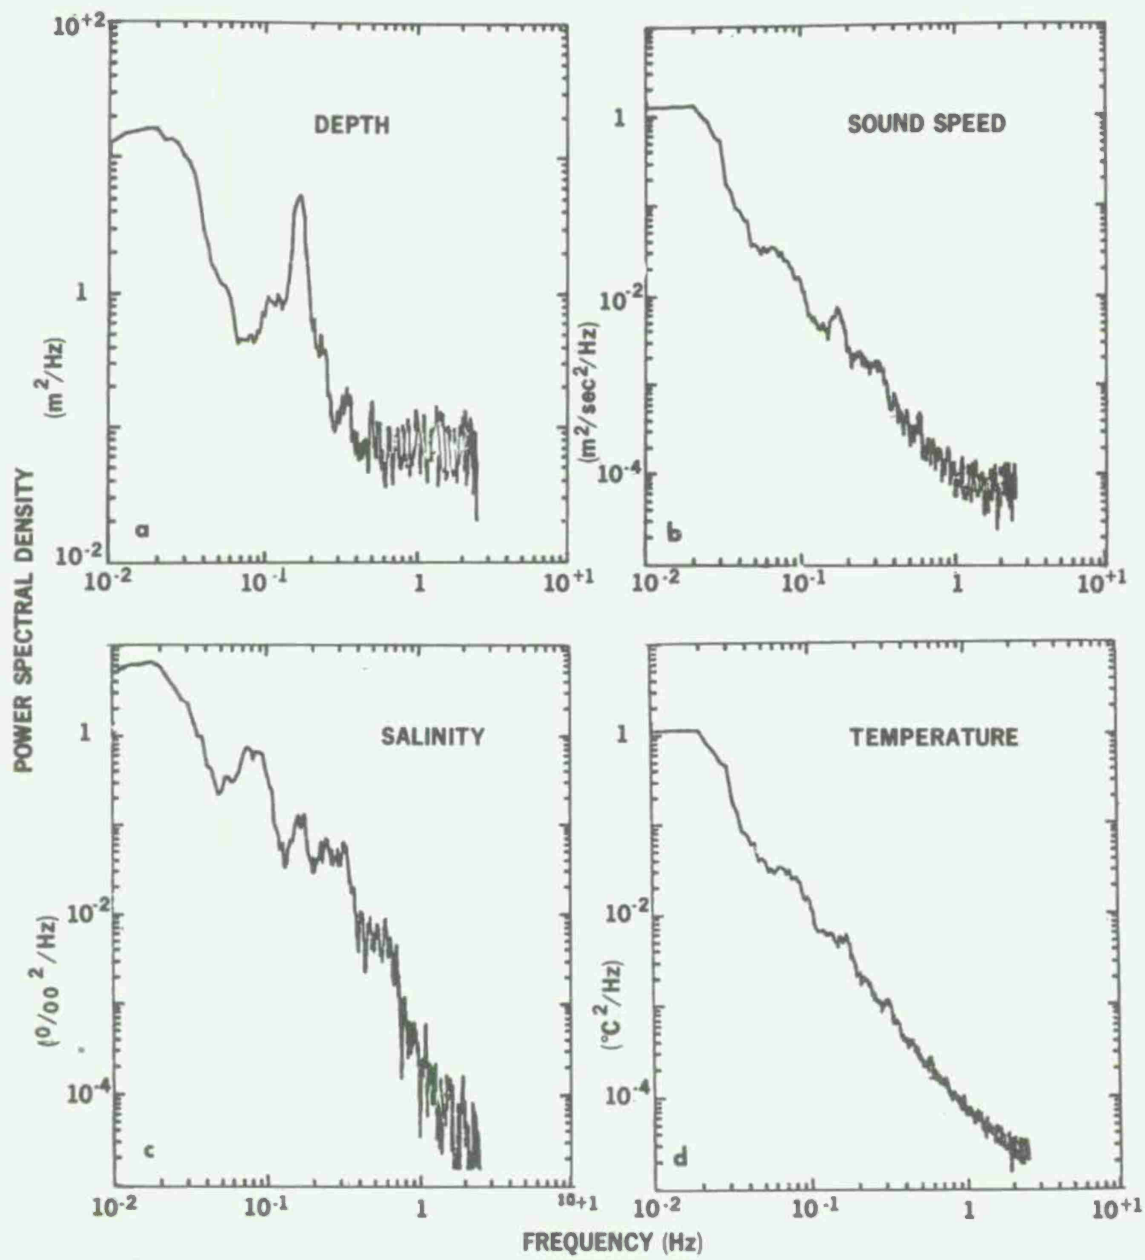 POWER SPECTRAL DENSITY
10+2
1
10-2
(m2/Hz)
DEPTH
a
10-2 10-1 1 10+1
1
10-2
10-4
(m2/sec2/Hz)
SOUND SPEED
b
10-2 10-1 1 10+1
1
10-2
10-4
(0/00 2/Hz)
SALINITY
c
10-2 10-1 1 10+1
1
10-2
10-4
(°C2/Hz)
TEMPERATURE
d
10-2 10-1 1 10+1
FREQUENCY (Hz)